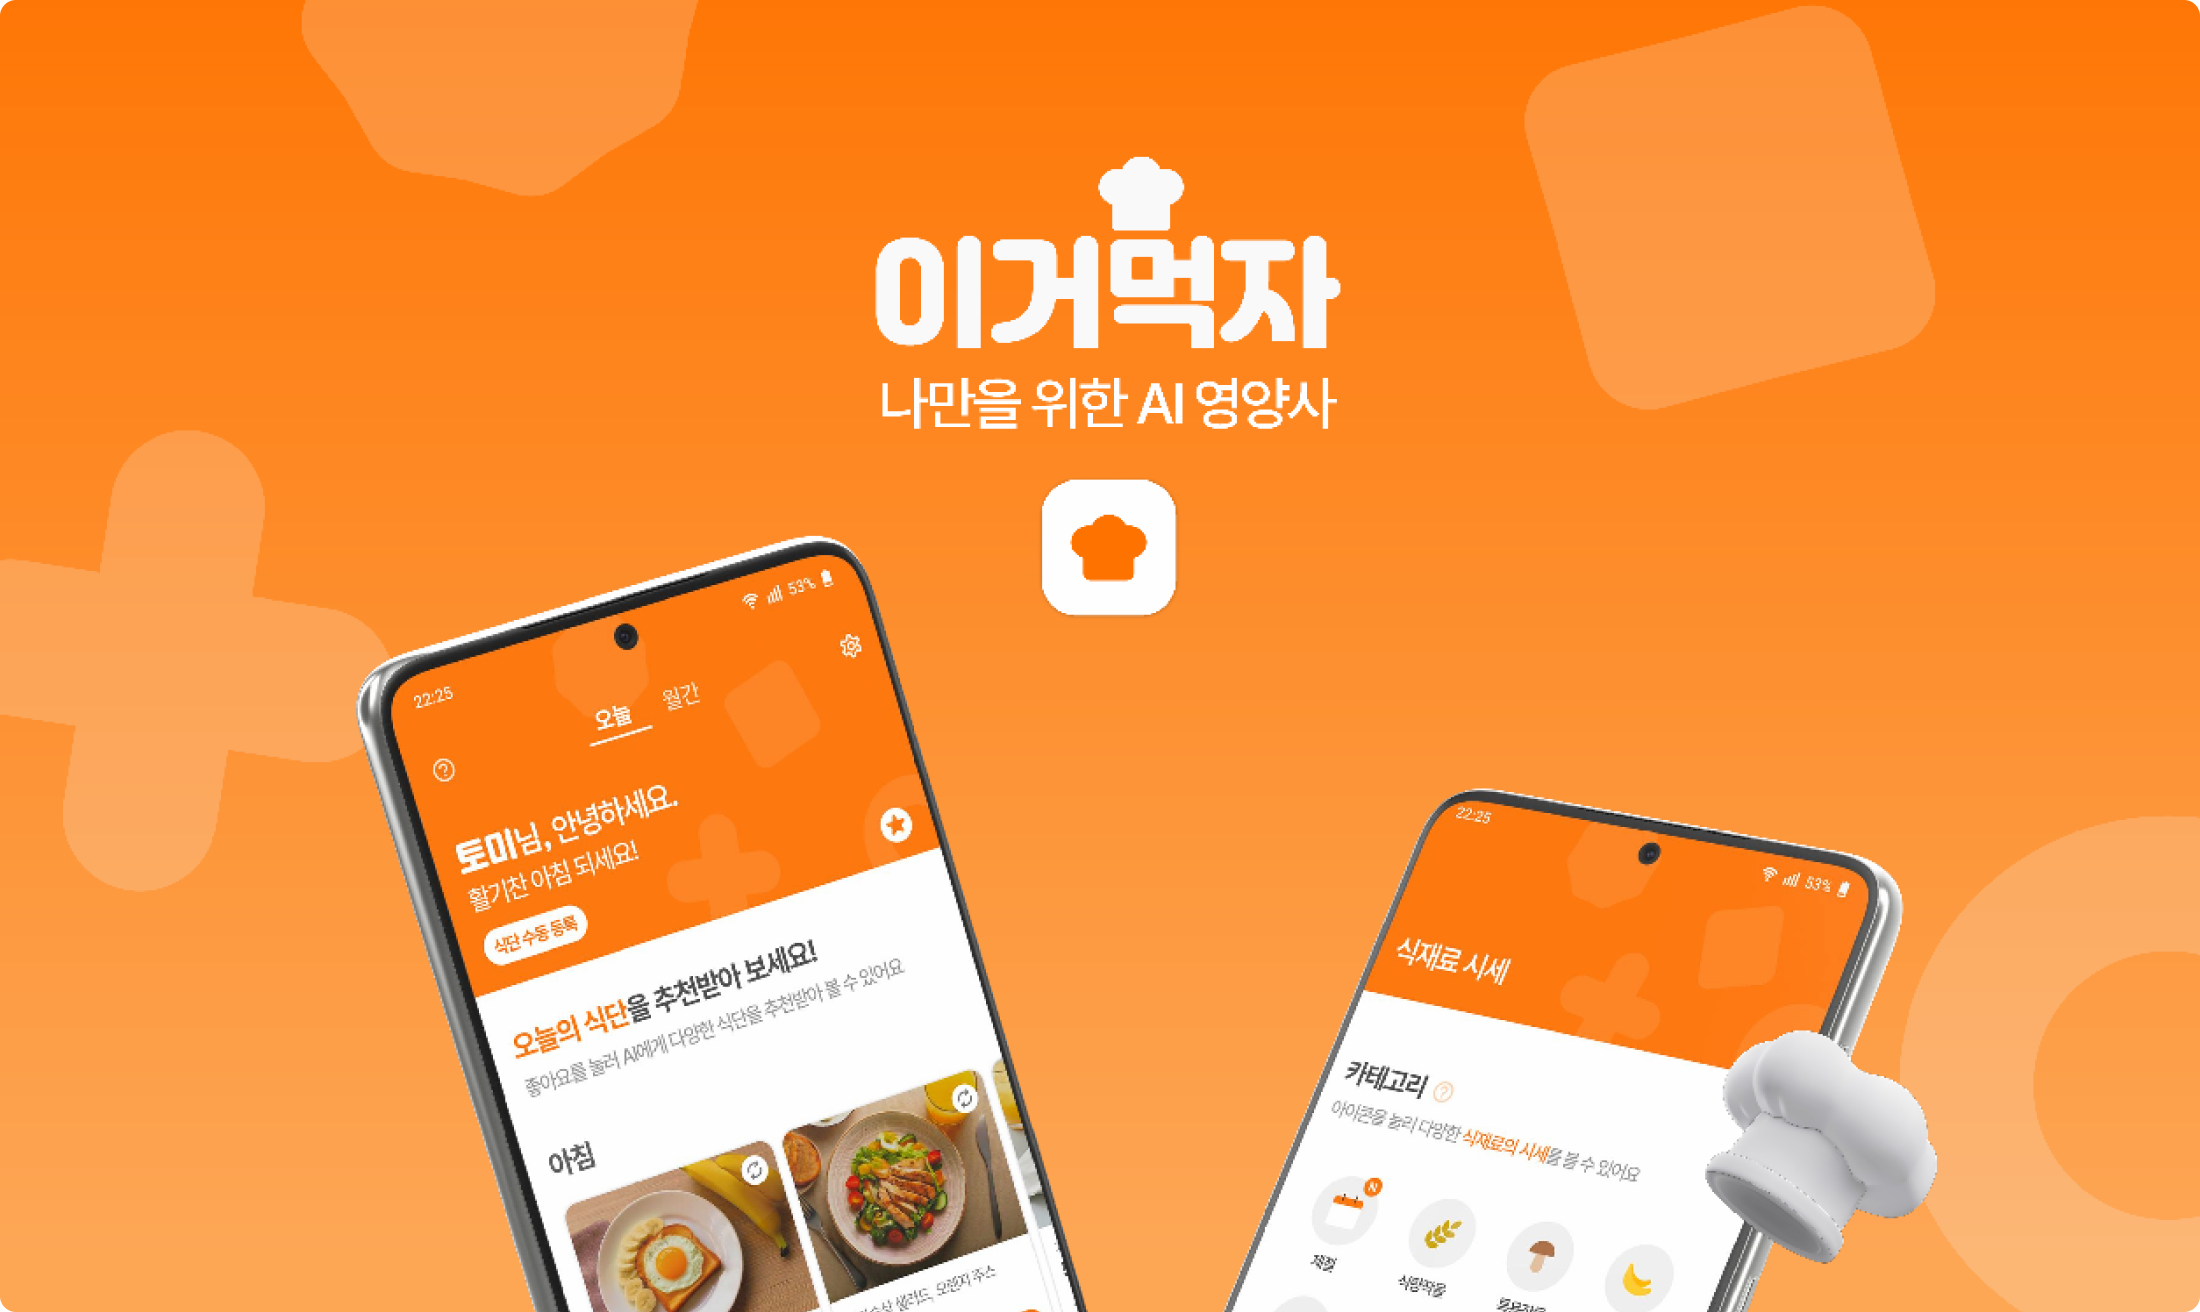 이거먹자
나만을 위한 AI 영양사
22:25
53%
오늘
월간
토미님, 안녕하세요.
활기찬 아침 되세요!
식단 수동 등록
오늘의 식단을 추천받아 보세요!
좋아요를 눌러 AI에게 다양한 식단을 추천받아 볼 수 있어요
아침
샐러드, 오렌지 주스
22:25
53%
식재료 시세
카테고리
아이콘을 눌러 다양한 식재료의 시세을 볼 수 있어요
N
제철
식량작물